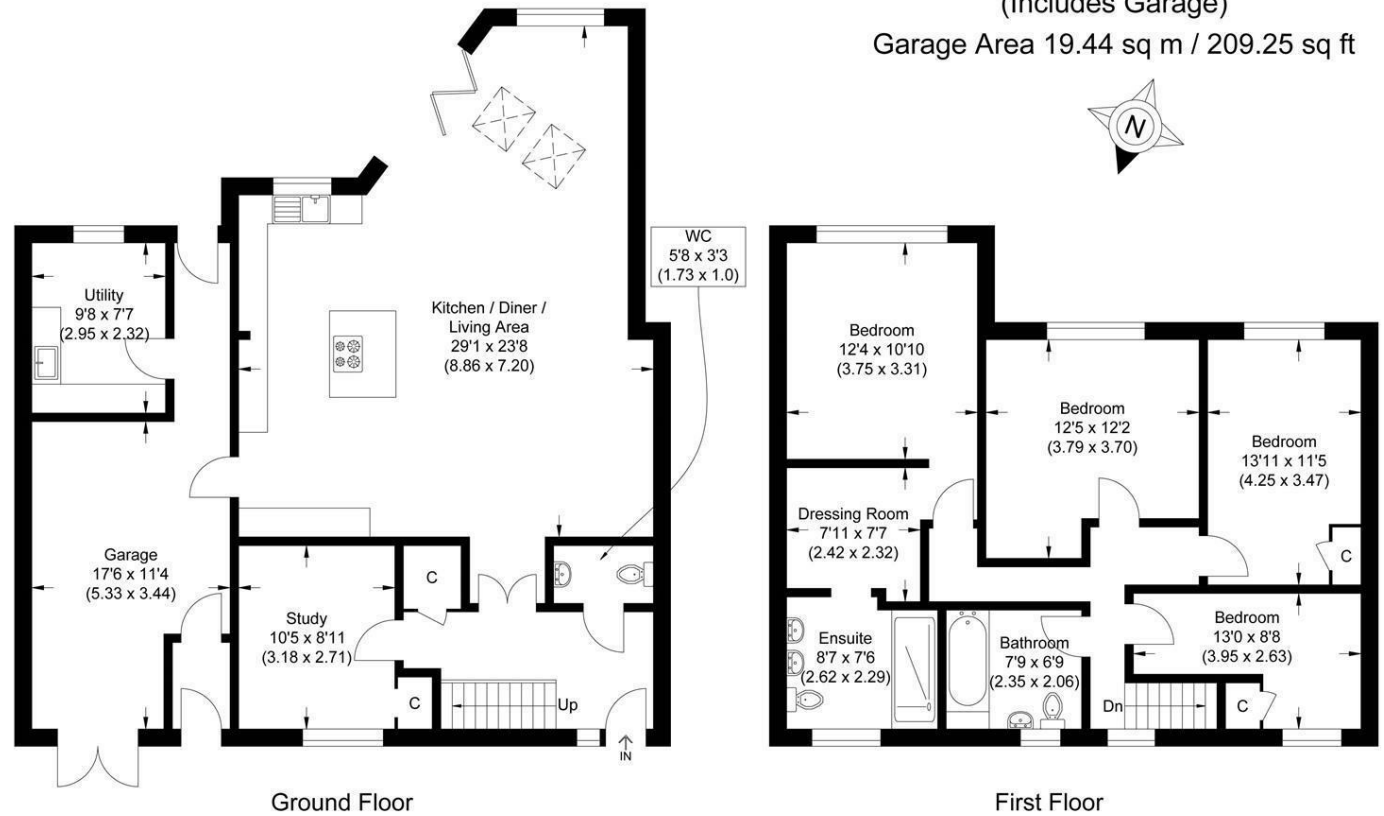 (Includes Garage)
Garage Area 19.44 sq m / 209.25 sq ft
N
WC
5'8 x 3'3
(1.73 x 1.0)
Utility
9'8 x 7'7
(2.95 x 2.32)
Kitchen / Diner /
Living Area
29'1 x 23'8
(8.86 x 7.20)
Garage
17'6 x 11'4
(5.33 x 3.44)
Study
10'5 x 8'11
(3.18 x 2.71)
C
C
Up
IN
Ground Floor
Bedroom
12'4 x 10'10
(3.75 x 3.31)
Bedroom
12'5 x 12'2
(3.79 x 3.70)
Bedroom
13'11 x 11'5
(4.25 x 3.47)
C
Dressing Room
7'11 x 7'7
(2.42 x 2.32)
Ensuite
8'7 x 7'6
(2.62 x 2.29)
Bathroom
7'9 x 6'9
(2.35 x 2.06)
Bedroom
13'0 x 8'8
(3.95 x 2.63)
Dn
C
First Floor